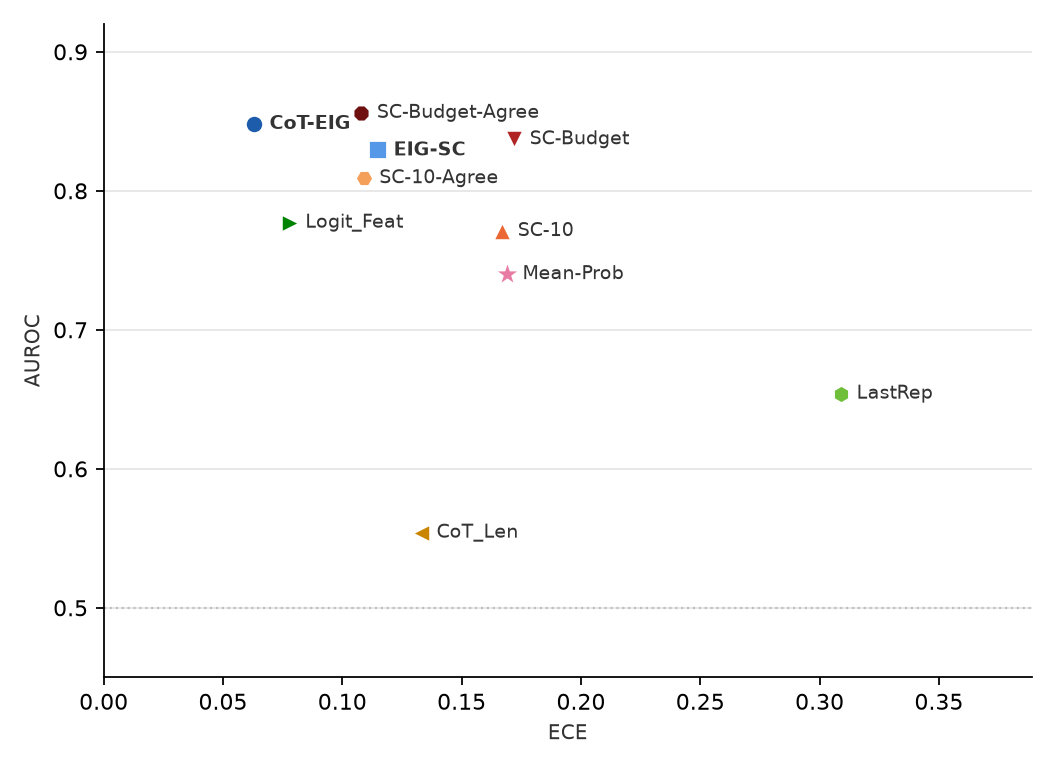 0.9
SC-Budget-Agree
CoT-EIG
SC-Budget
EIG-SC
0.8
SC-10-Agree
Logit_Feat
SC-10
Mean-Prob
0.7
AUROC
LastRep
0.6
CoT_Len
0.5
0.00 0.05 0.10 0.15 0.20 0.25 0.30 0.35
ECE